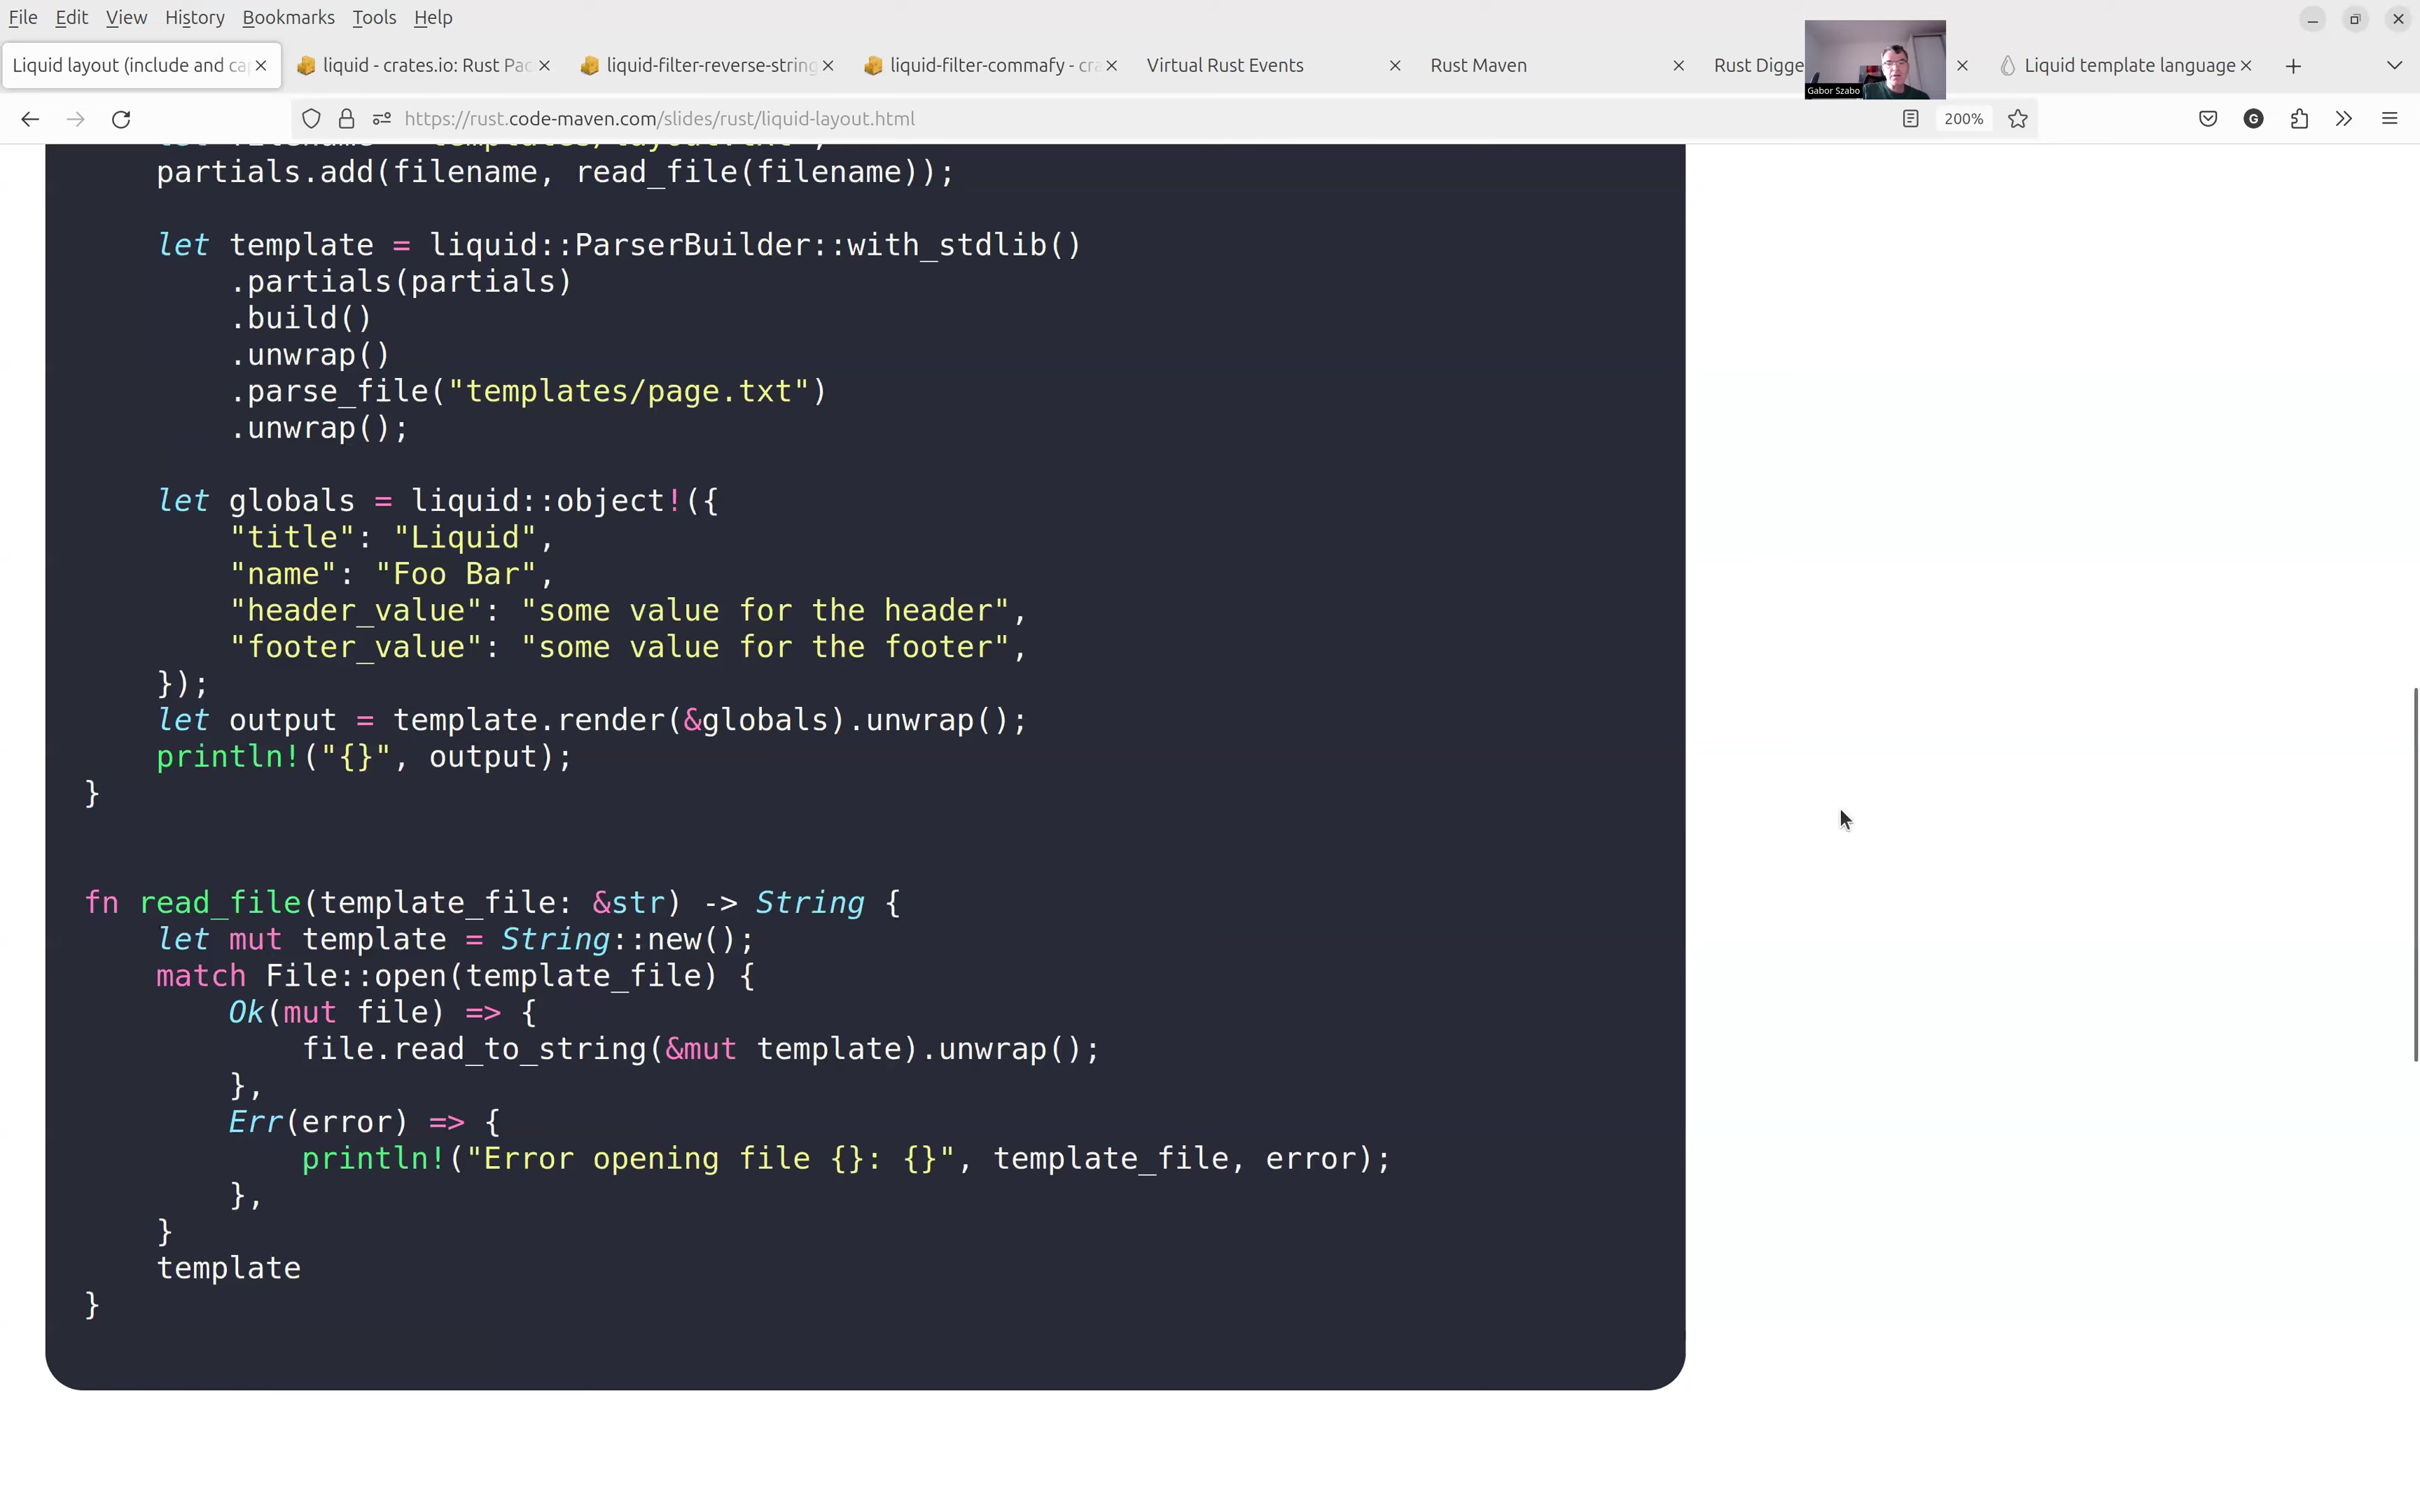 File Edit View History Bookmarks Tools Help
Liquid layout (include and ca
liquid - crates.io: Rust Pac
liquid-filter-reverse-string
liquid-filter-commafy - cra
Virtual Rust Events
Rust Maven
Rust Digge
Liquid template language
Gabor Szabo
https://rust.code-maven.com/slides/rust/liquid-layout.html
200%
G
let filename = "templates/layout.txt";
partials.add(filename, read_file(filename));
let template = liquid::ParserBuilder::with_stdlib()
.partials(partials)
.build()
.unwrap()
.parse_file("templates/page.txt")
.unwrap();
let globals = liquid::object!({
"title": "Liquid",
"name": "Foo Bar",
"header_value": "some value for the header",
"footer_value": "some value for the footer",
});
let output = template.render(&globals).unwrap();
println!("{}", output);
}
fn read_file(template_file: &str) -> String {
let mut template = String::new();
match File::open(template_file) {
Ok(mut file) => {
file.read_to_string(&mut template).unwrap();
},
Err(error) => {
println!("Error opening file {}: {}", template_file, error);
},
}
template
}